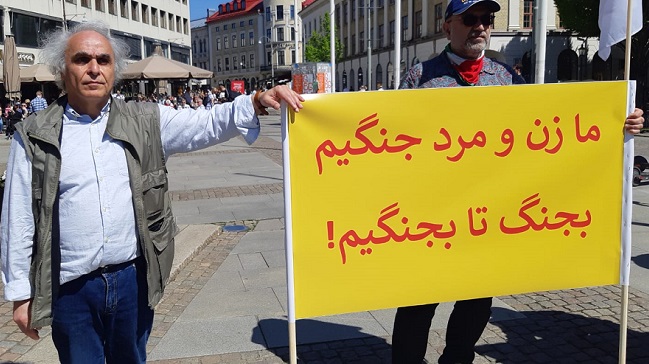 ما زن و مرد جنگیم
بجنگ تا بجنگیم!